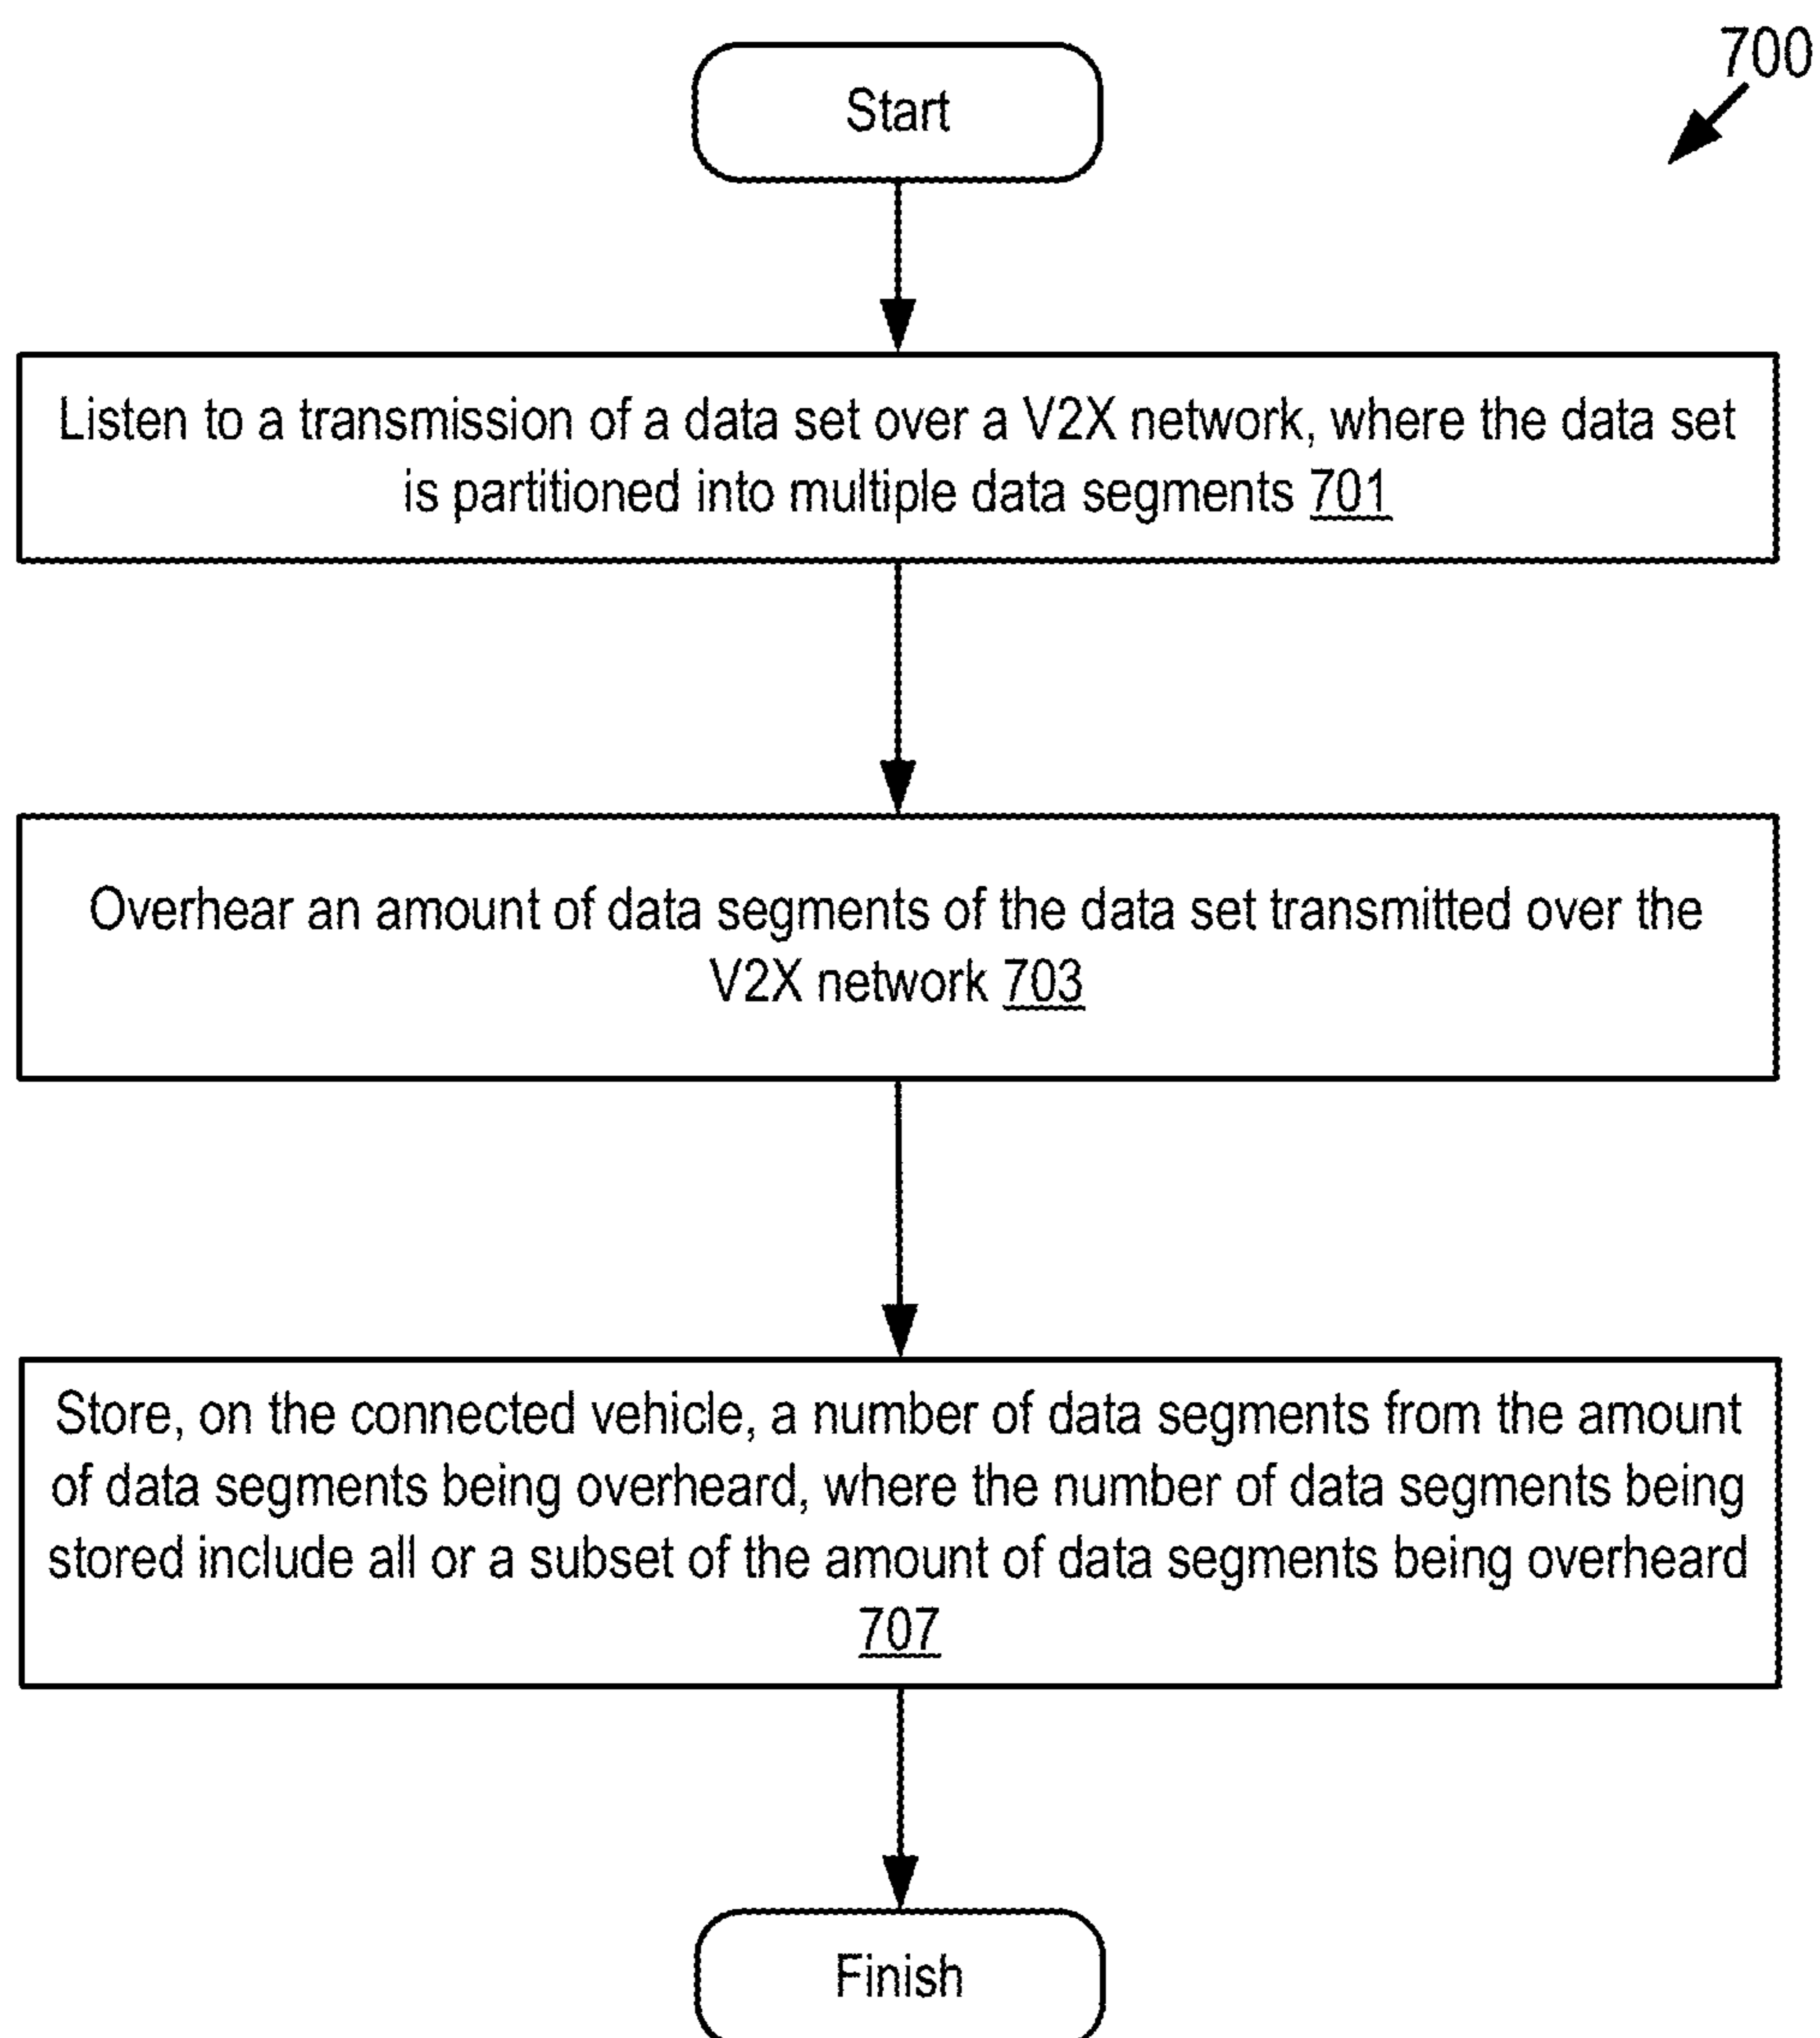 700
Start
Listen to a transmission of a data set over a V2X network, where the data set
is partitioned into multiple data segments 701
Overhear an amount of data segments of the data set transmitted over the
V2X network 703
Store, on the connected vehicle, a number of data segments from the amount
of data segments being overheard, where the number of data segments being
stored include all or a subset of the amount of data segments being overheard
707
Finish